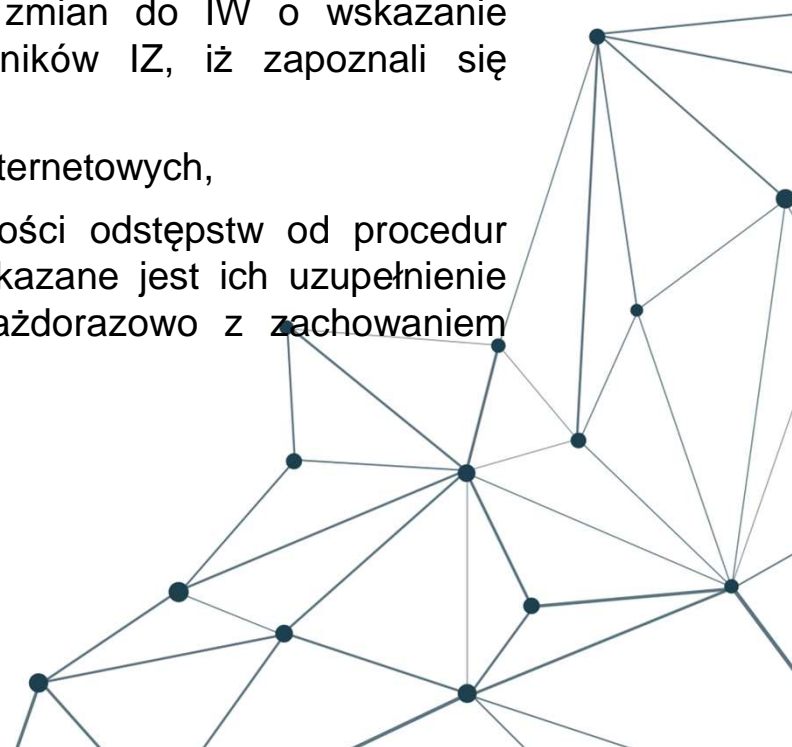 zmian do IW o wskazanie
ników IZ, iż zapoznali się
ternetowych,
ości odstępstw od procedur
kazane jest ich uzupełnienie
ażdorazowo z zachowaniem